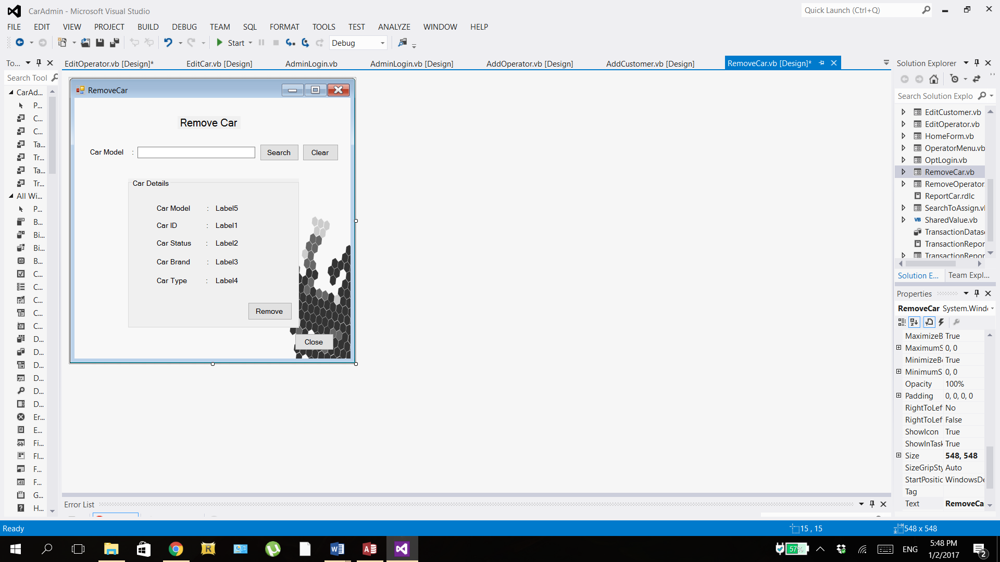 CarAdmin - Microsoft Visual Studio
Quick Launch (Ctrl+Q)
FILE EDIT VIEW PROJECT BUILD DEBUG TEAM SQL FORMAT TOOLS TEST ANALYZE WINDOW HELP
Start Debug
To...
EditOperator.vb [Design]* EditCar.vb [Design] AdminLogin.vb AdminLogin.vb [Design] AddOperator.vb [Design] AddCustomer.vb [Design] RemoveCar.vb [Design]*
Search Tool
CarAd...
P...
C...
C...
Ta...
Tr...
Ta...
Tr...
All Wi...
P...
B...
Bi...
Bi...
B...
C...
C...
C...
C...
C...
D...
D...
D...
D...
D...
D...
Er...
E...
Fi...
Fl...
F...
F...
G...
H...
RemoveCar
Remove Car
Car Model : Search Clear
Car Details
Car Model : Label5
Car ID : Label1
Car Status : Label2
Car Brand : Label3
Car Type : Label4
Remove
Close
Solution Explorer
Search Solution Explo
EditCustomer.vb
EditOperator.vb
HomeForm.vb
OperatorMenu.vb
OptLogin.vb
RemoveCar.vb
RemoveOperator
ReportCar.rdlc
SearchToAssign.v
VB SharedValue.vb
TransactionDatas
TransactionRepor
TransactionRepor
Solution E... Team Expl...
Properties
RemoveCar System.Wind
MaximizeB True
MaximumS 0, 0
MinimizeB True
MinimumS 0, 0
Opacity 100%
Padding 0, 0, 0, 0
RightToLef No
RightToLef False
ShowIcon True
ShowInTask True
Size 548, 548
SizeGripSty Auto
StartPositic WindowsDe
Tag
Text RemoveCa
Error List
Ready
15 , 15
548 x 548
57%
ENG
5:48 PM
1/2/2017
2